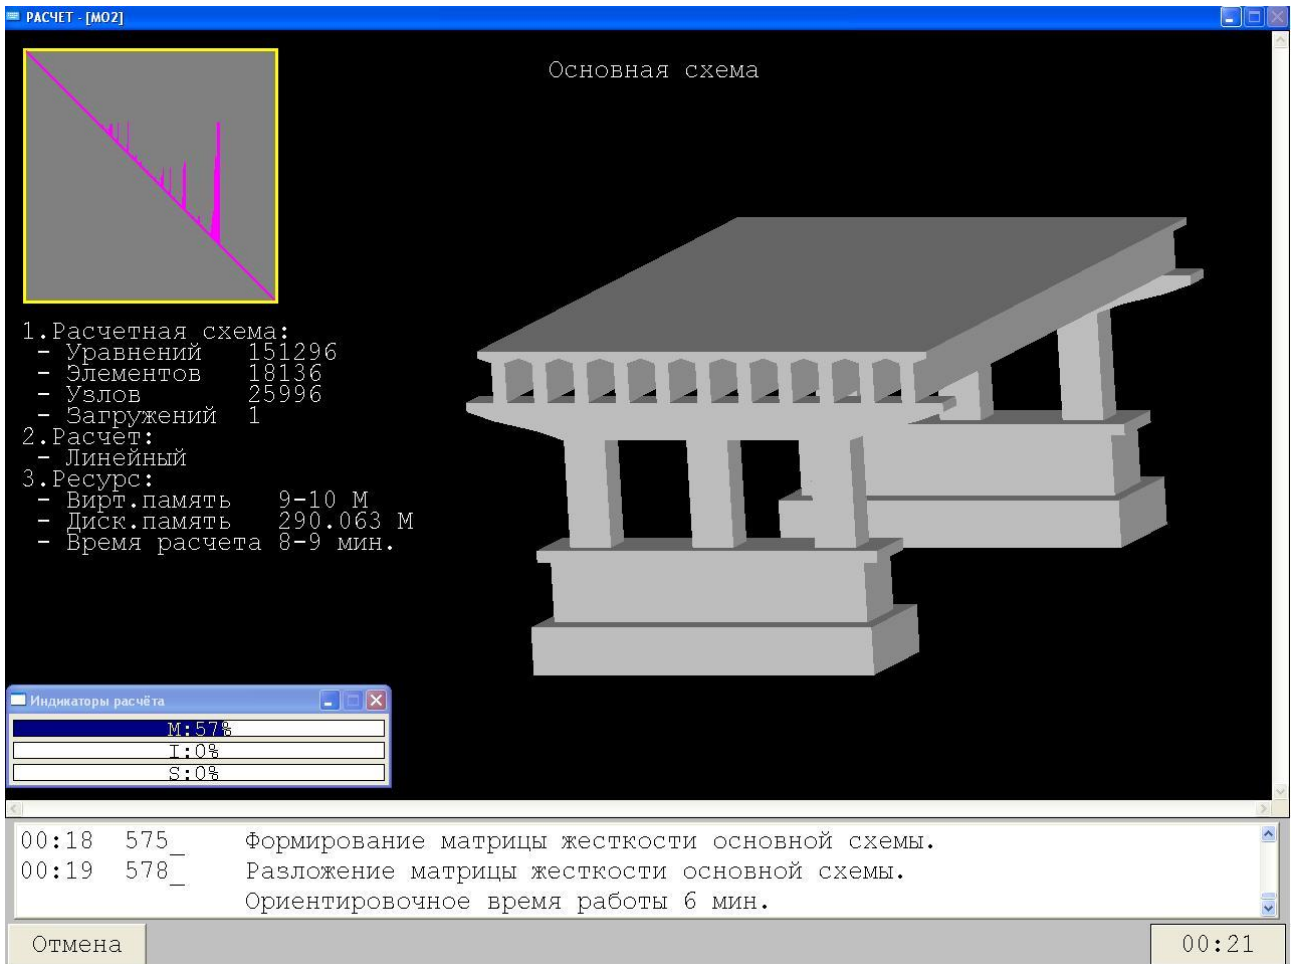 РАСЧЕТ - [МО2]
Основная схема
1.Расчетная схема:
- Уравнений 151296
- Элементов 18136
- Узлов 25996
- Загружений 1
2.Расчет:
- Линейный
3.Ресурс:
- Вирт.память 9-10 М
- Диск.память 290.063 М
- Время расчета 8-9 мин.
Индикаторы расчёта
M:57%
I:0%
S:0%
00:18 575_ Формирование матрицы жесткости основной схемы.
00:19 578_ Разложение матрицы жесткости основной схемы.
Ориентировочное время работы 6 мин.
Отмена 00:21